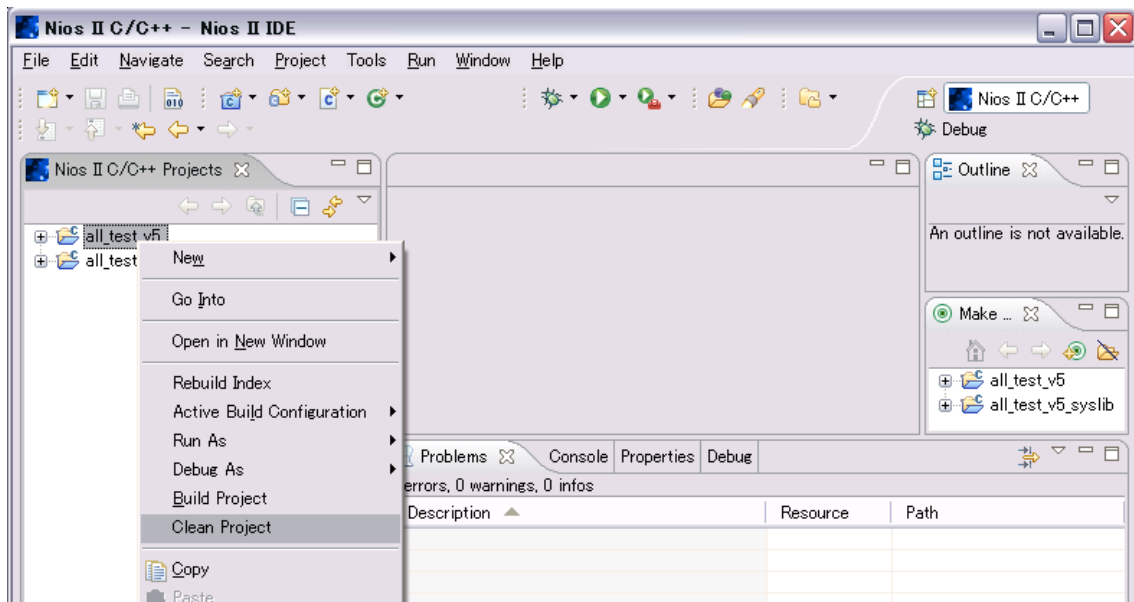 Nios II C/C++ - Nios II IDE
File Edit Navigate Search Project Tools Run Window Help
Nios II C/C++
Debug
Nios II C/C++ Projects
all_test_v5
all_test
New
Go Into
Open in New Window
Rebuild Index
Active Build Configuration
Run As
Debug As
Build Project
Clean Project
Copy
Paste
Outline
An outline is not available.
Make ...
all_test_v5
all_test_v5_syslib
Problems Console Properties Debug
errors, 0 warnings, 0 infos
Description Resource Path